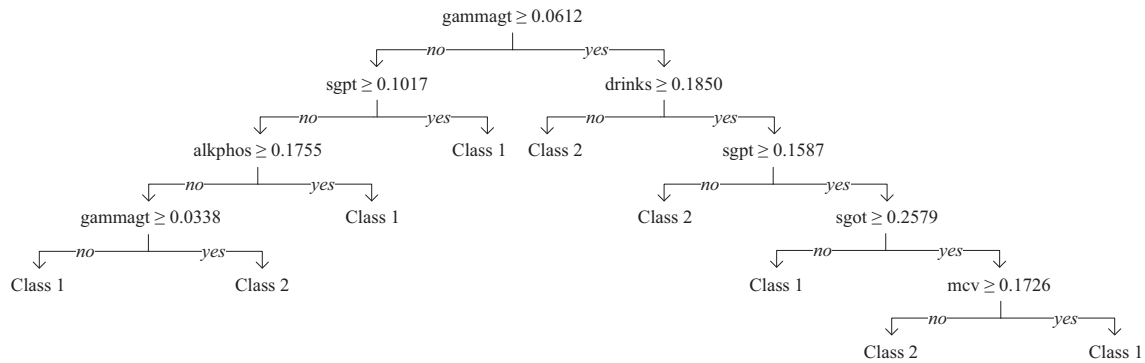 gammagt ≥ 0.0612
no yes
sgpt ≥ 0.1017 drinks ≥ 0.1850
no yes no yes
alkphos ≥ 0.1755 Class 1 Class 2 sgpt ≥ 0.1587
no yes no yes
gammagt ≥ 0.0338 Class 1 Class 2 sgot ≥ 0.2579
no yes no yes
Class 1 Class 2 Class 1 mcv ≥ 0.1726
no yes
Class 2 Class 1